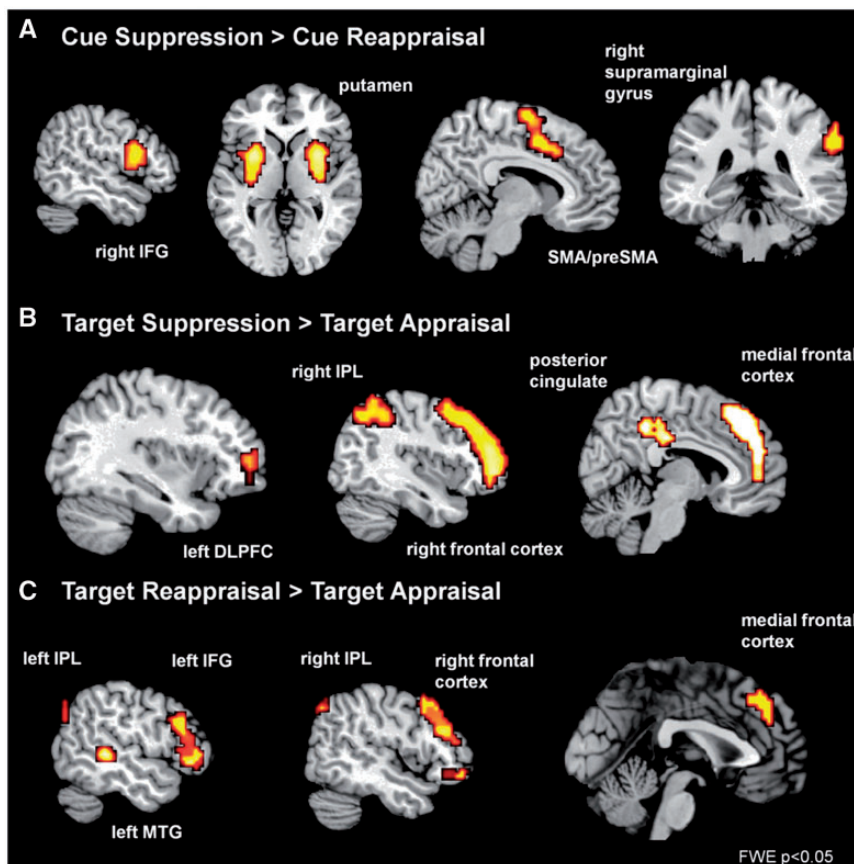 A Cue Suppression > Cue Reappraisal
putamen
right
supramarginal
gyrus
right IFG
SMA/preSMA
B Target Suppression > Target Appraisal
right IPL
posterior
cingulate
medial frontal
cortex
left DLPFC
right frontal cortex
C Target Reappraisal > Target Appraisal
left IPL
left IFG
right IPL
right frontal
cortex
medial frontal
cortex
left MTG
FWE p<0.05